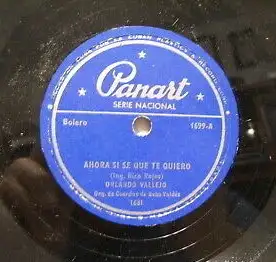 Panart
SERIE NACIONAL
Bolero 1699-A
AHORA SI SE QUE TE QUIERO
(Ing. Rico Rojas)
ORLANDO VALLEJO
Orq. de Cuerdas de Bebo Valdés
1681